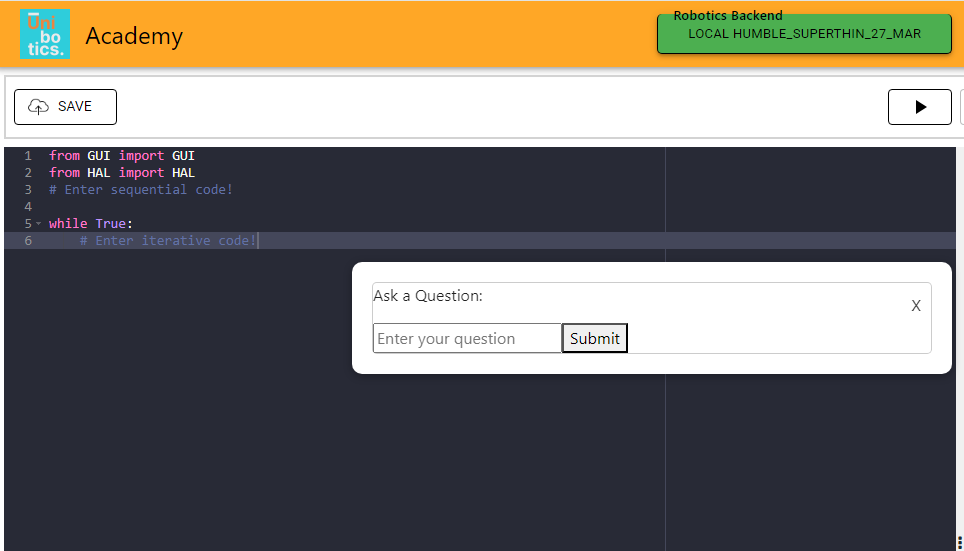 Uni
bo
tics.
Academy
Robotics Backend
LOCAL HUMBLE_SUPERTHIN_27_MAR
SAVE
1 from GUI import GUI
2 from HAL import HAL
3 # Enter sequential code!
4
5 while True:
6 # Enter iterative code!
Ask a Question:
X
Enter your question
Submit